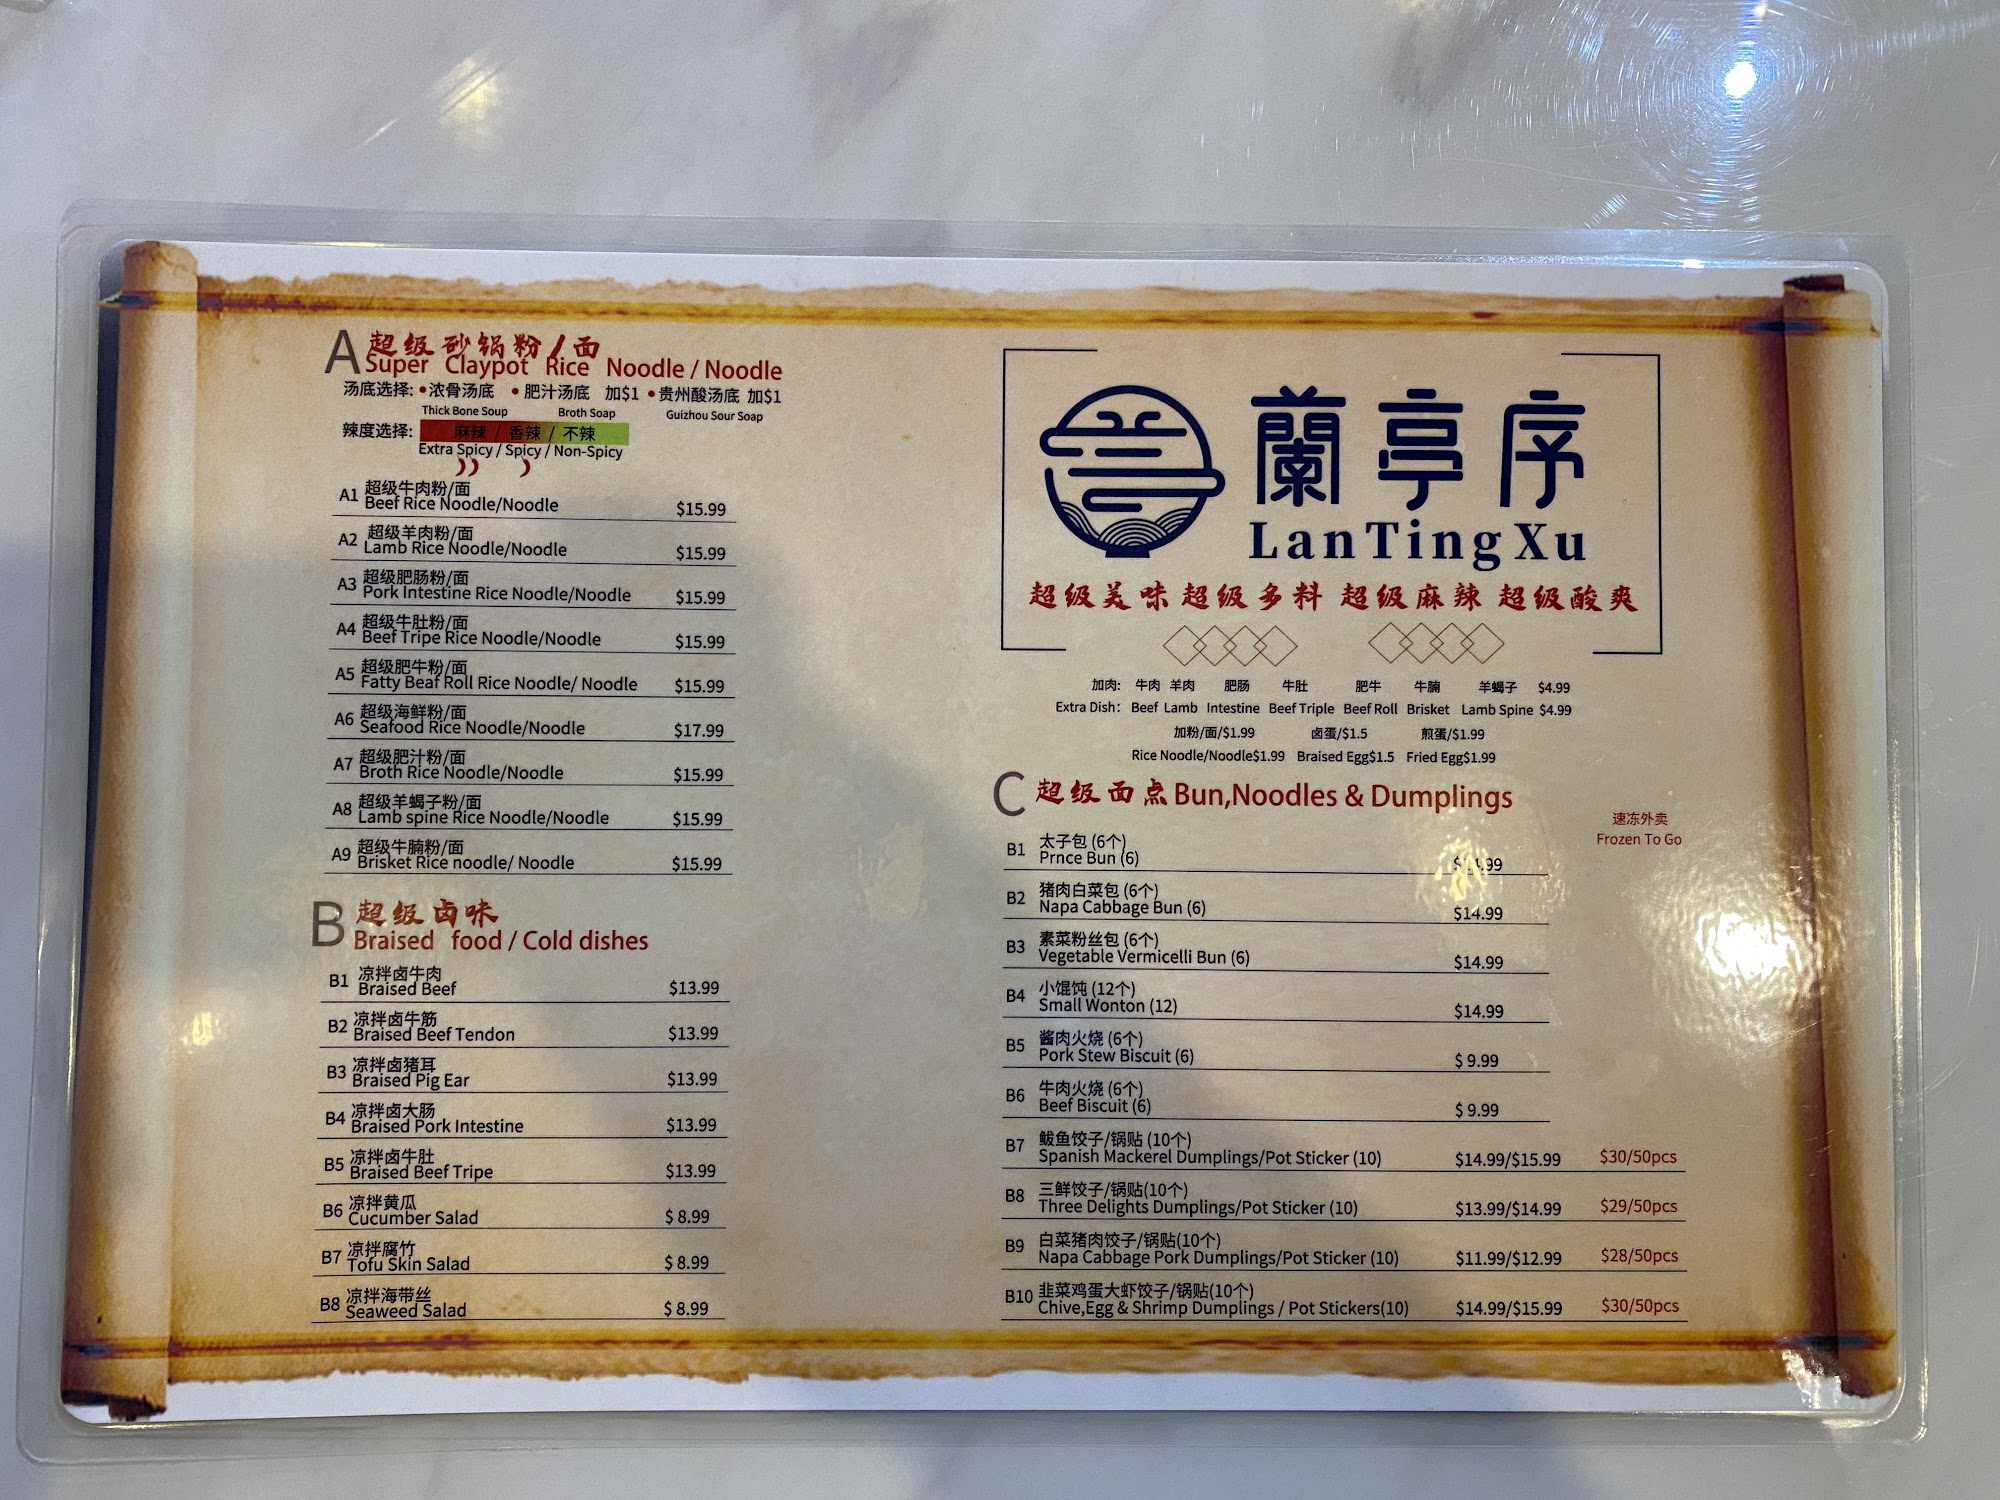 A 超级砂锅粉/面
Super Claypot Rice Noodle / Noodle
汤底选择: •浓骨汤底 •肥汁汤底 加$1 •贵州酸汤底 加$1
Thick Bone Soup Broth Soap Guizhou Sour Soap
辣度选择: 麻辣 / 香辣 / 不辣
Extra Spicy / Spicy / Non-Spicy
A1 超级牛肉粉/面
Beef Rice Noodle/Noodle $15.99
A2 超级羊肉粉/面
Lamb Rice Noodle/Noodle $15.99
A3 超级肥肠粉/面
Pork Intestine Rice Noodle/Noodle $15.99
A4 超级牛肚粉/面
Beef Tripe Rice Noodle/Noodle $15.99
A5 超级肥牛粉/面
Fatty Beaf Roll Rice Noodle/ Noodle $15.99
A6 超级海鲜粉/面
Seafood Rice Noodle/Noodle $17.99
A7 超级肥汁粉/面
Broth Rice Noodle/Noodle $15.99
A8 超级羊蝎子粉/面
Lamb spine Rice Noodle/Noodle $15.99
A9 超级牛腩粉/面
Brisket Rice noodle/ Noodle $15.99
B 超级卤味
Braised food / Cold dishes
B1 凉拌卤牛肉
Braised Beef $13.99
B2 凉拌卤牛筋
Braised Beef Tendon $13.99
B3 凉拌卤猪耳
Braised Pig Ear $13.99
B4 凉拌卤大肠
Braised Pork Intestine $13.99
B5 凉拌卤牛肚
Braised Beef Tripe $13.99
B6 凉拌黄瓜
Cucumber Salad $ 8.99
B7 凉拌腐竹
Tofu Skin Salad $ 8.99
B8 凉拌海带丝
Seaweed Salad $ 8.99
蘭亭序
LanTingXu
超级美味 超级多料 超级麻辣 超级酸爽
加肉: 牛肉 羊肉 肥肠 牛肚 肥牛 牛腩 羊蝎子 $4.99
Extra Dish: Beef Lamb Intestine Beef Triple Beef Roll Brisket Lamb Spine $4.99
加粉/面/$1.99 卤蛋/$1.5 煎蛋/$1.99
Rice Noodle/Noodle$1.99 Braised Egg$1.5 Fried Egg$1.99
C 超级面点 Bun,Noodles & Dumplings
速冻外卖
Frozen To Go
B1 太子包 (6个)
Prnce Bun (6)
B2 猪肉白菜包 (6个)
Napa Cabbage Bun (6) $14.99
B3 素菜粉丝包 (6个)
Vegetable Vermicelli Bun (6) $14.99
B4 小馄饨 (12个)
Small Wonton (12) $14.99
B5 酱肉火烧 (6个)
Pork Stew Biscuit (6) $ 9.99
B6 牛肉火烧 (6个)
Beef Biscuit (6) $ 9.99
B7 鲅鱼饺子/锅贴 (10个)
Spanish Mackerel Dumplings/Pot Sticker (10) $14.99/$15.99 $30/50pcs
B8 三鲜饺子/锅贴(10个)
Three Delights Dumplings/Pot Sticker (10) $13.99/$14.99 $29/50pcs
B9 白菜猪肉饺子/锅贴(10个)
Napa Cabbage Pork Dumplings/Pot Sticker (10) $11.99/$12.99 $28/50pcs
B10 韭菜鸡蛋大虾饺子/锅贴(10个)
Chive,Egg & Shrimp Dumplings / Pot Stickers(10) $14.99/$15.99 $30/50pcs